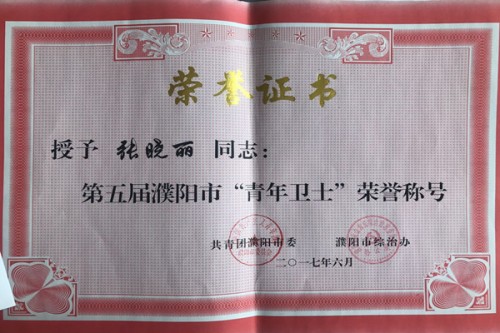 荣誉证书
授予 张晓丽 同志：
第五届濮阳市“青年卫士”荣誉称号
共青团濮阳市委 濮阳市综治办
二〇一七年六月